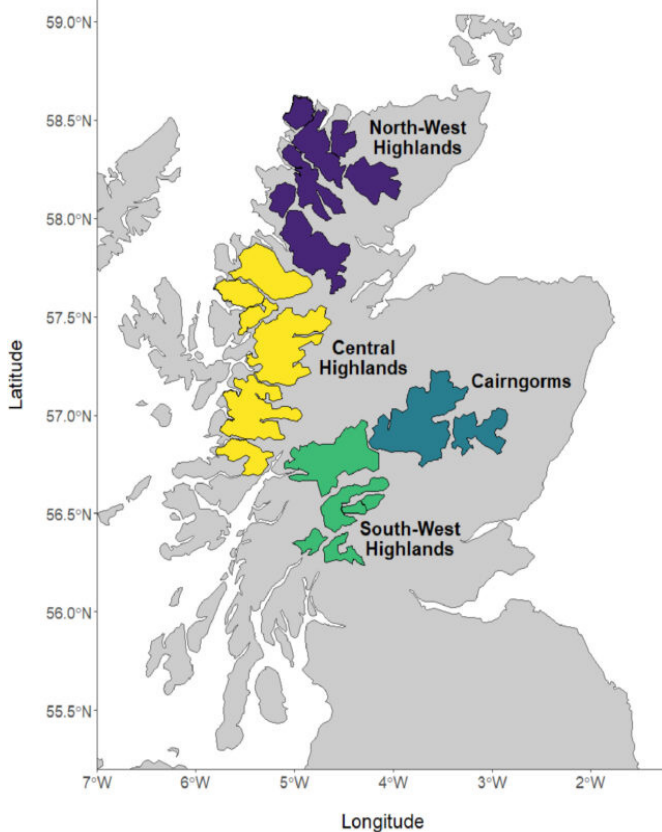 59.0°N
58.5°N
North-West
Highlands
58.0°N
57.5°N
Central
Highlands
Cairngorms
57.0°N
56.5°N
South-West
Highlands
56.0°N
55.5°N
Latitude
7°W 6°W 5°W 4°W 3°W 2°W
Longitude